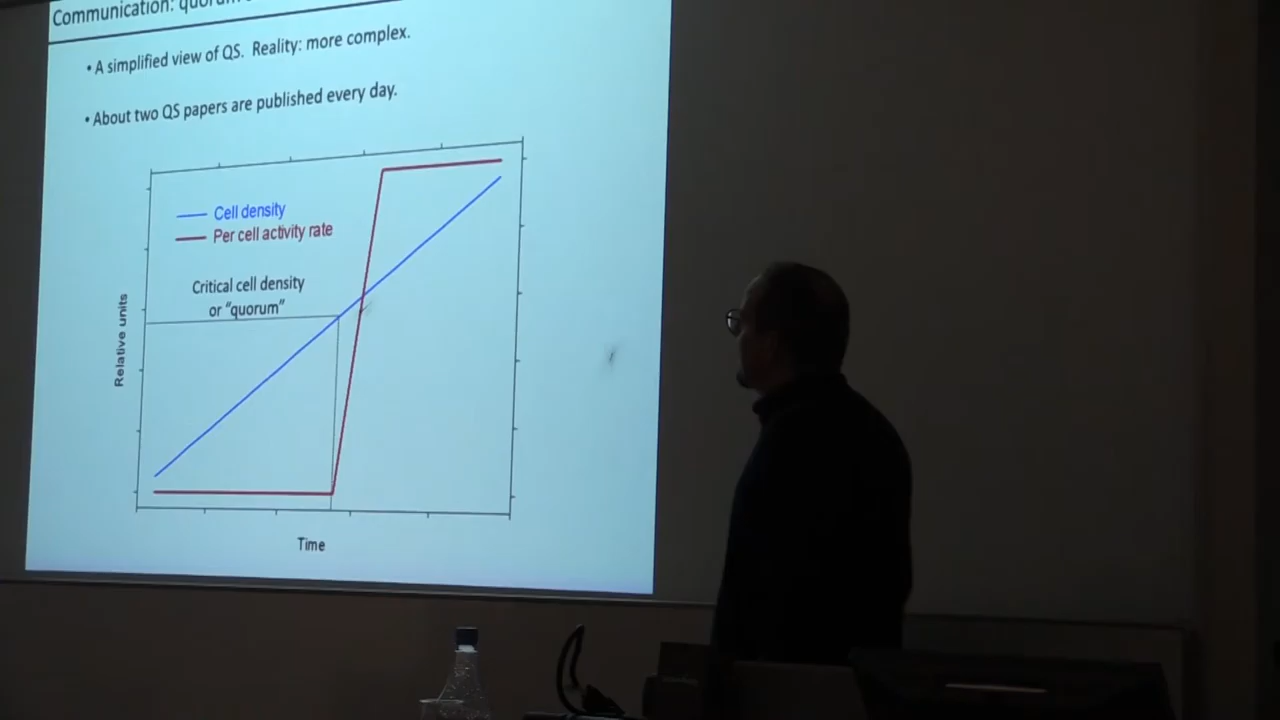 Communication:
• A simplified view of QS. Reality: more complex.
• About two QS papers are published every day.
Cell density
Per cell activity rate
Critical cell density
or “quorum”
Relative units
Time